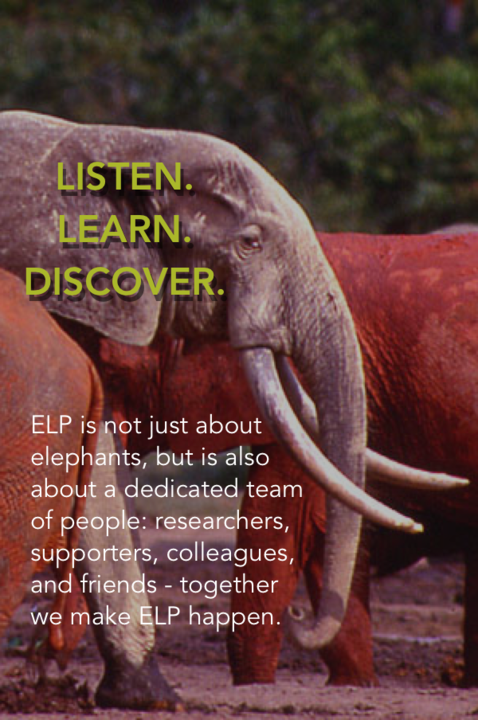 LISTEN.
LEARN.
DISCOVER.
ELP is not just about
elephants, but is also
about a dedicated team
of people: researchers,
supporters, colleagues,
and friends - together
we make ELP happen.